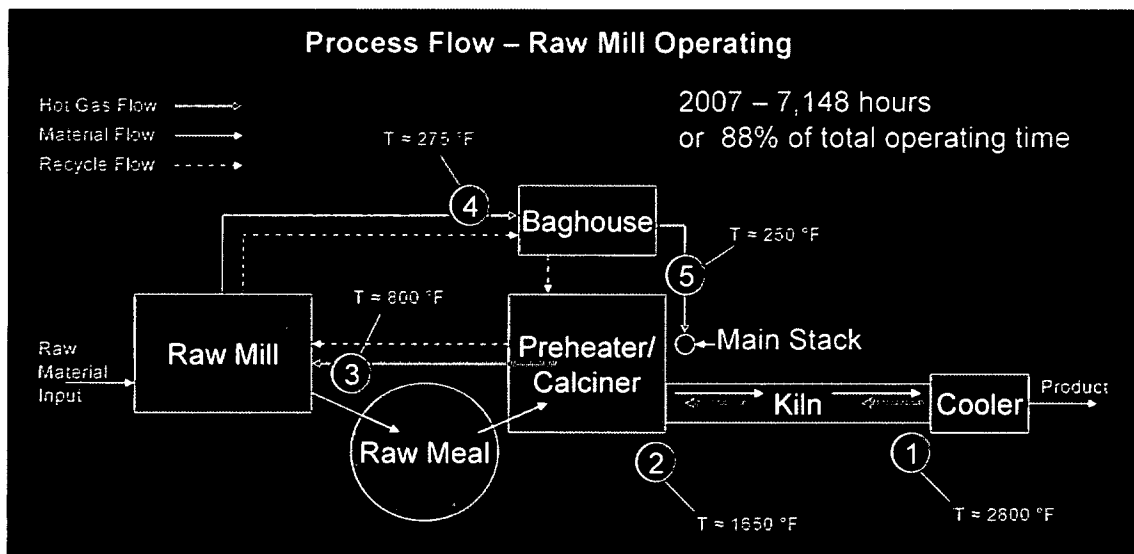 Process Flow – Raw Mill Operating
Hot Gas Flow
Material Flow
Recycle Flow
2007 – 7,148 hours
or 88% of total operating time
T ≈ 275 °F
4
Baghouse
T ≈ 250 °F
5
T ≈ 800 °F
Raw
Material
Input
Raw Mill
3
Preheater/
Calciner
Main Stack
Raw Meal
Kiln
Cooler
Product
2
1
T ≈ 1650 °F
T ≈ 2800 °F